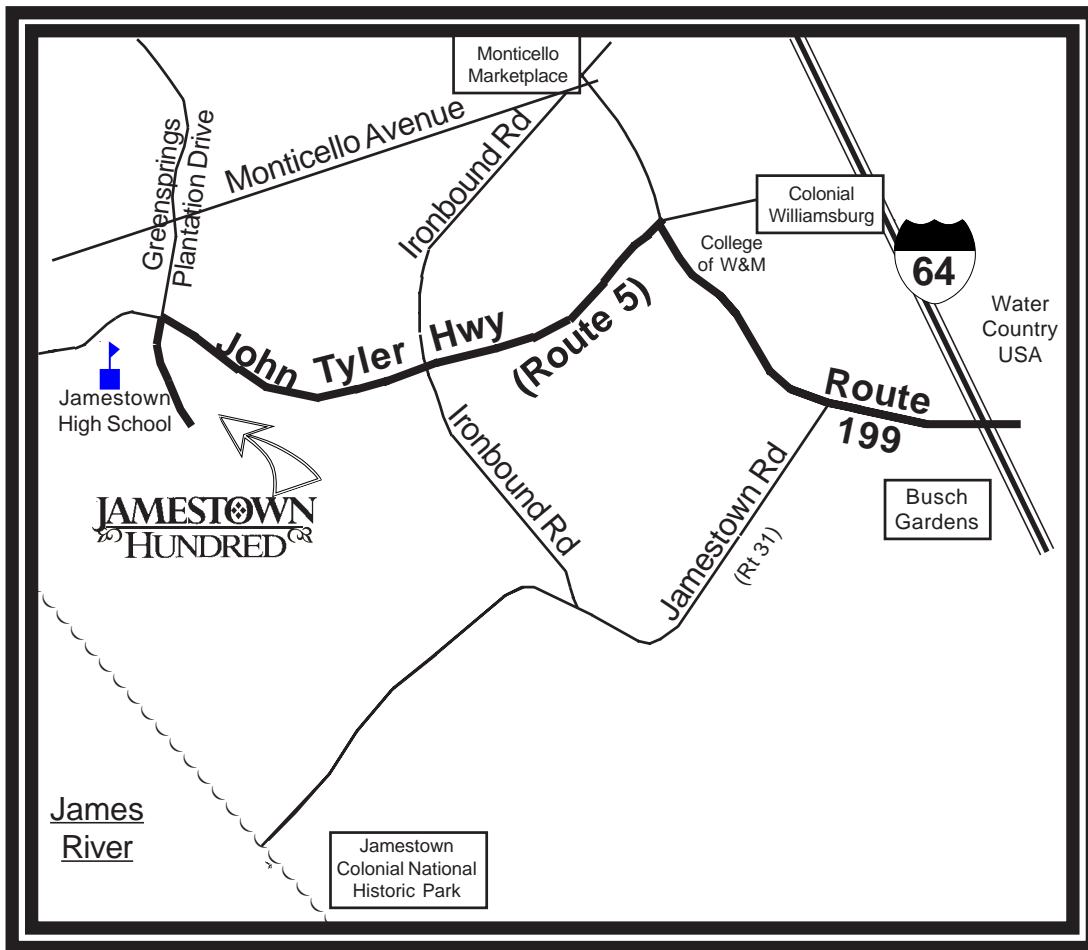 Monticello
Marketplace
Greensprings
Plantation Drive
Monticello Avenue
Ironbound Rd
Colonial
Williamsburg
College
of W&M
64
Water
Country
USA
John Tyler Hwy
(Route 5)
Jamestown
High School
Route
199
Ironbound Rd
Jamestown Rd
(Rt 31)
Busch
Gardens
JAMESTOWN
HUNDRED
James
River
Jamestown
Colonial National
Historic Park